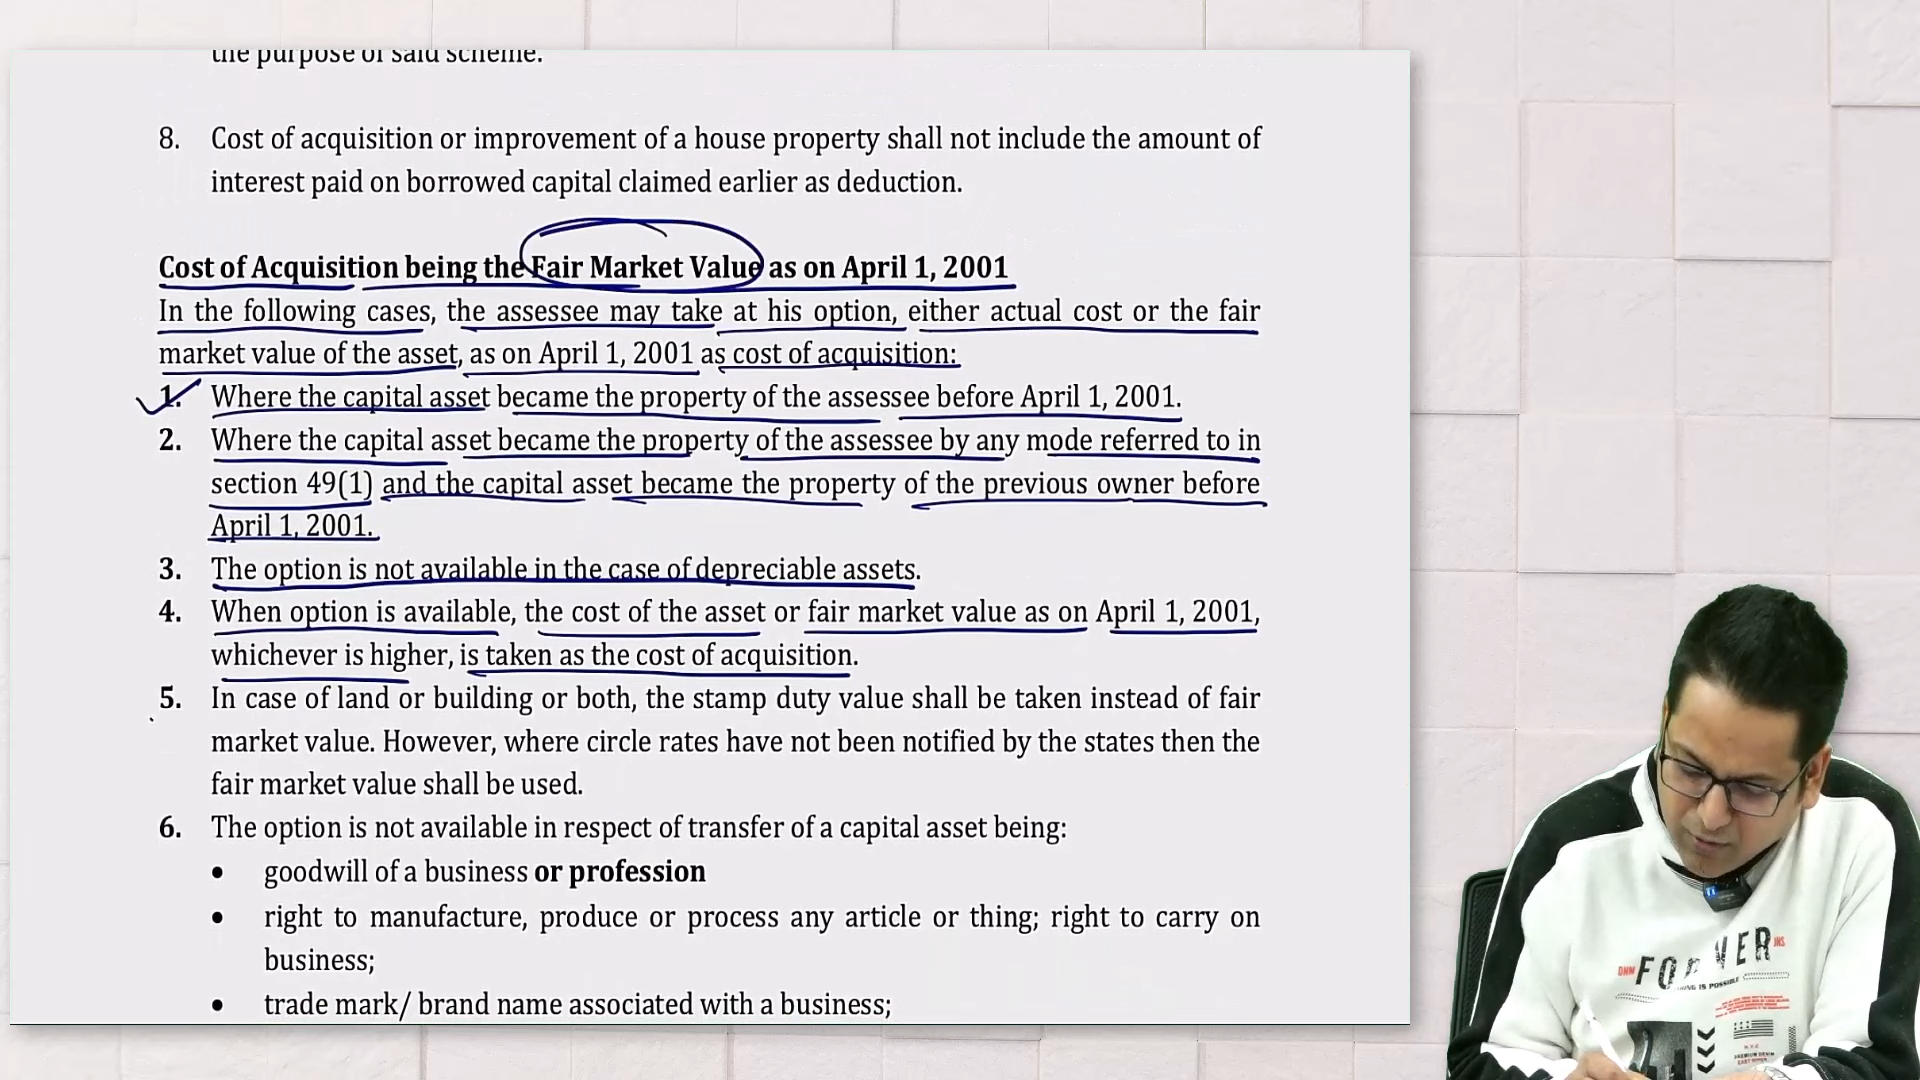 the purpose of said scheme.
8. Cost of acquisition or improvement of a house property shall not include the amount of
interest paid on borrowed capital claimed earlier as deduction.
Cost of Acquisition being the Fair Market Value as on April 1, 2001
In the following cases, the assessee may take at his option, either actual cost or the fair
market value of the asset, as on April 1, 2001 as cost of acquisition:
1. Where the capital asset became the property of the assessee before April 1, 2001.
2. Where the capital asset became the property of the assessee by any mode referred to in
section 49(1) and the capital asset became the property of the previous owner before
April 1, 2001.
3. The option is not available in the case of depreciable assets.
4. When option is available, the cost of the asset or fair market value as on April 1, 2001,
whichever is higher, is taken as the cost of acquisition.
5. In case of land or building or both, the stamp duty value shall be taken instead of fair
market value. However, where circle rates have not been notified by the states then the
fair market value shall be used.
6. The option is not available in respect of transfer of a capital asset being:
• goodwill of a business or profession
• right to manufacture, produce or process any article or thing; right to carry on
business;
• trade mark/ brand name associated with a business;
DNM
JNS
IS POSSIBLE
PREMIUM DENIM